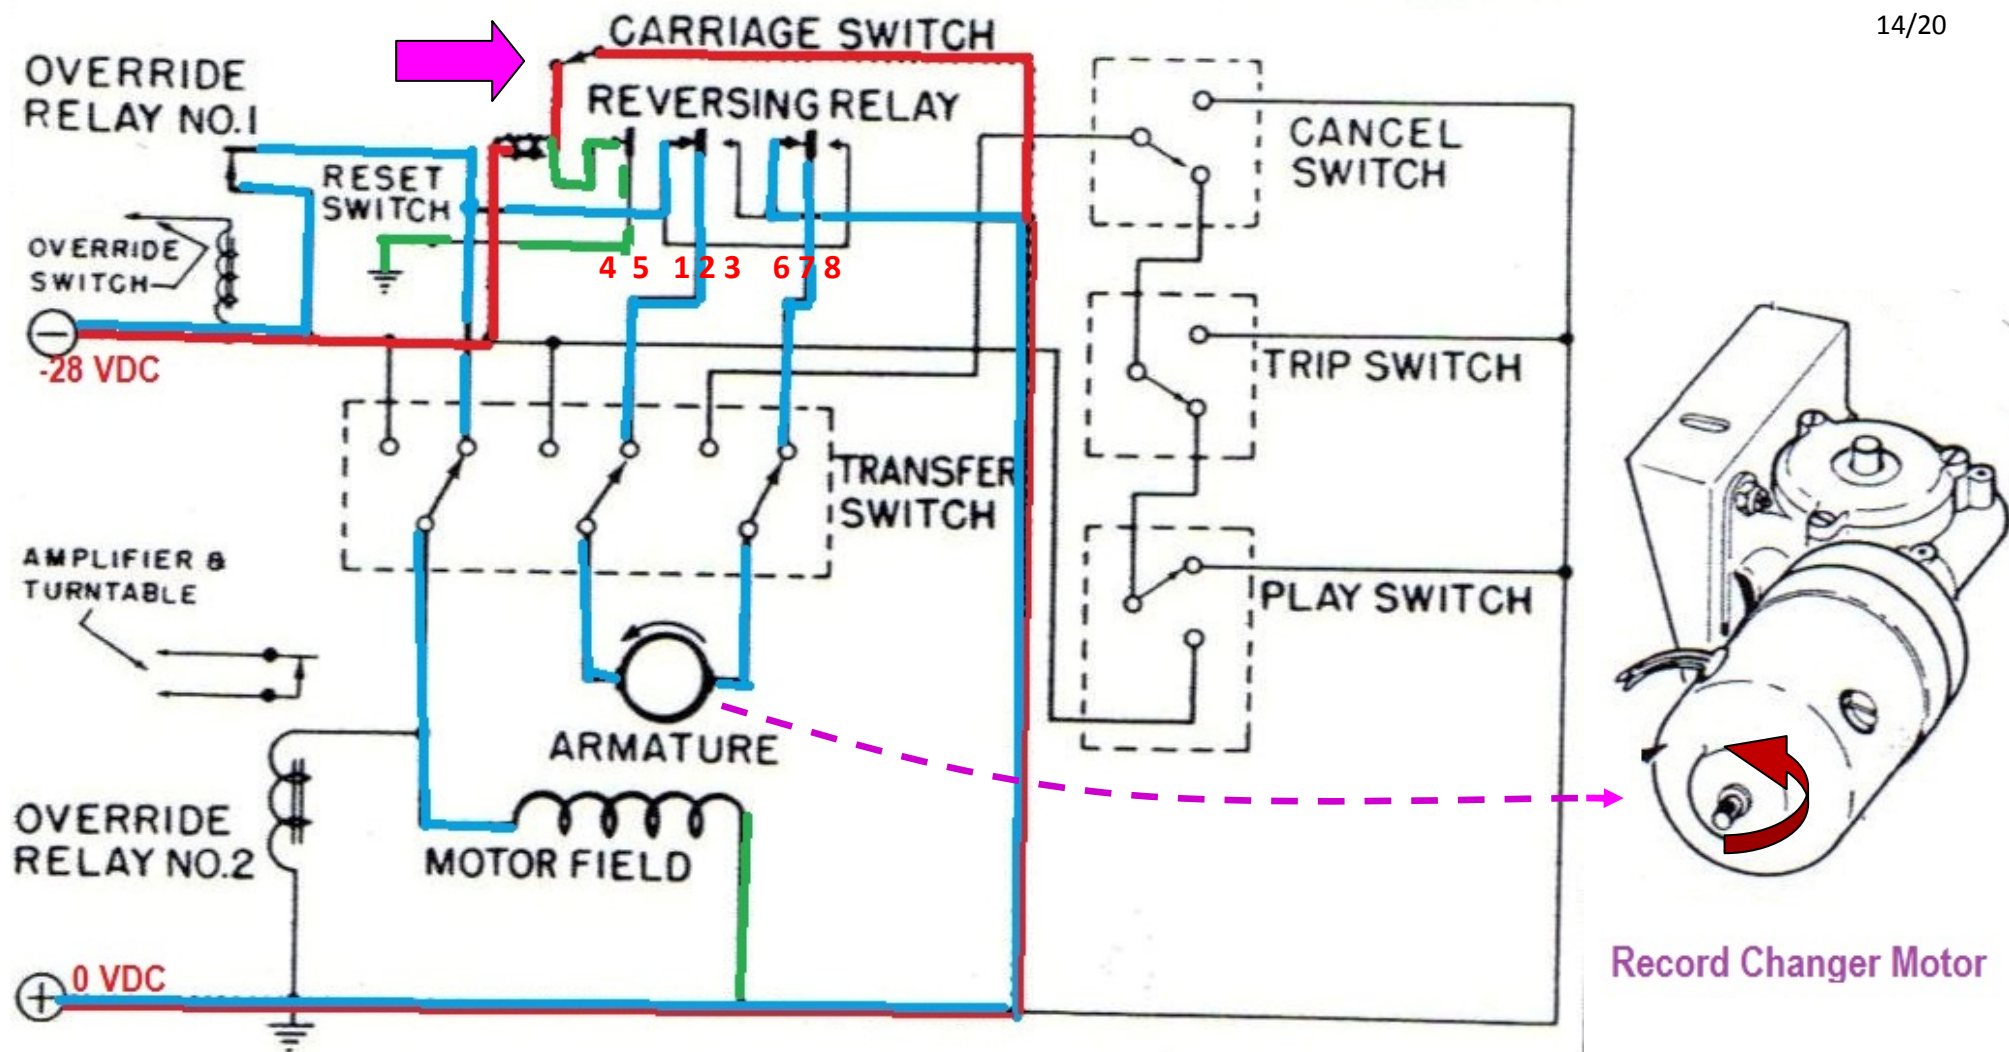 14/20
CARRIAGE SWITCH
OVERRIDE
RELAY NO.1
REVERSING RELAY
RESET
SWITCH
CANCEL
SWITCH
OVERRIDE
SWITCH
4 5 1 2 3 6 7 8
-
-28 VDC
TRIP SWITCH
TRANSFER
SWITCH
AMPLIFIER &
TURNTABLE
PLAY SWITCH
ARMATURE
OVERRIDE
RELAY NO.2
MOTOR FIELD
Record Changer Motor
+
0 VDC